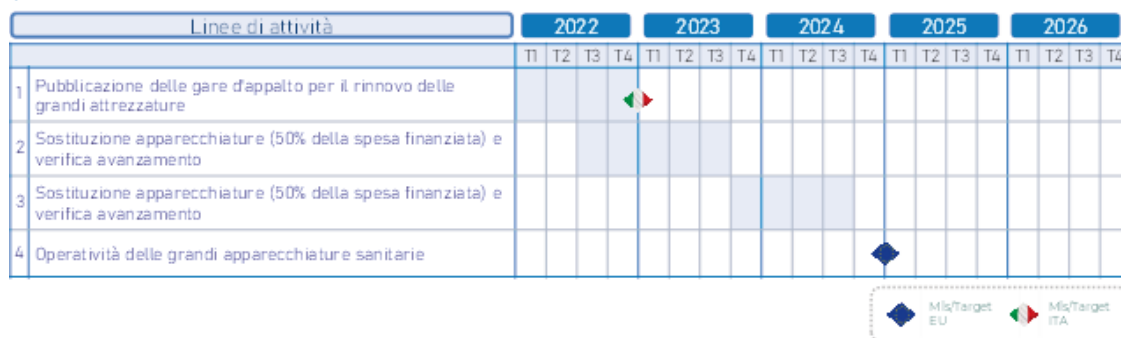 Linee di attività 2022 2023 2024 2025 2026
T1 T2 T3 T4 T1 T2 T3 T4 T1 T2 T3 T4 T1 T2 T3 T4 T1 T2 T3 T4
1 Pubblicazione delle gare d'appalto per il rinnovo delle
grandi attrezzature
2 Sostituzione apparecchiature (50% della spesa finanziata) e
verifica avanzamento
3 Sostituzione apparecchiature (50% della spesa finanziata) e
verifica avanzamento
4 Operatività delle grandi apparecchiature sanitarie
Mls/Target
EU
Mls/Target
ITA